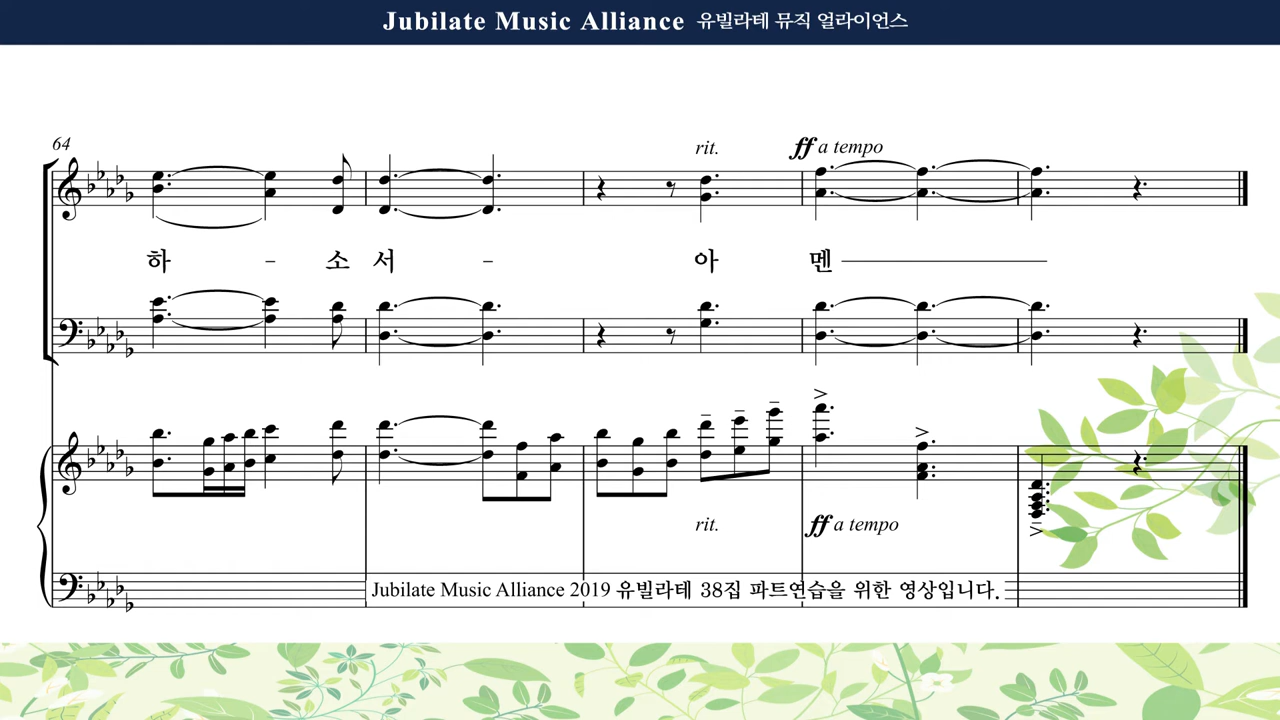 Jubilate Music Alliance 유빌라테 뮤직 얼라이언스
64
rit.
ff a tempo
하 - 소 서 - 아 멘
rit.
ff a tempo
Jubilate Music Alliance 2019 유빌라테 38집 파트연습을 위한 영상입니다.